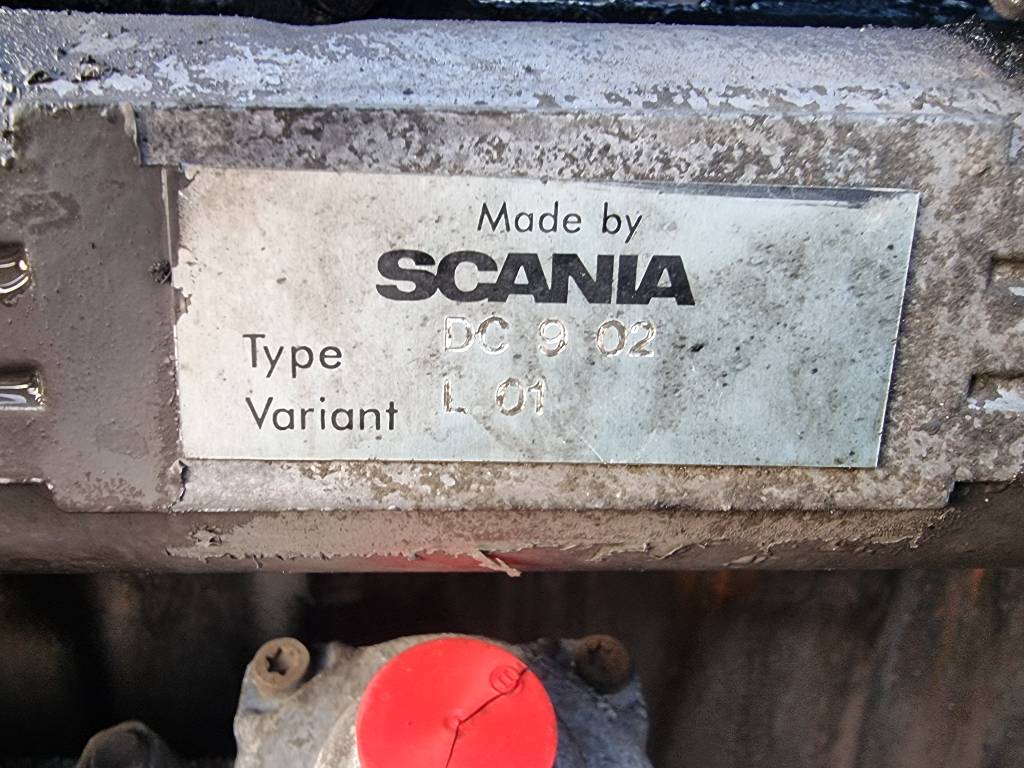 Made by
SCANIA
Type DC 9 02
Variant L 01